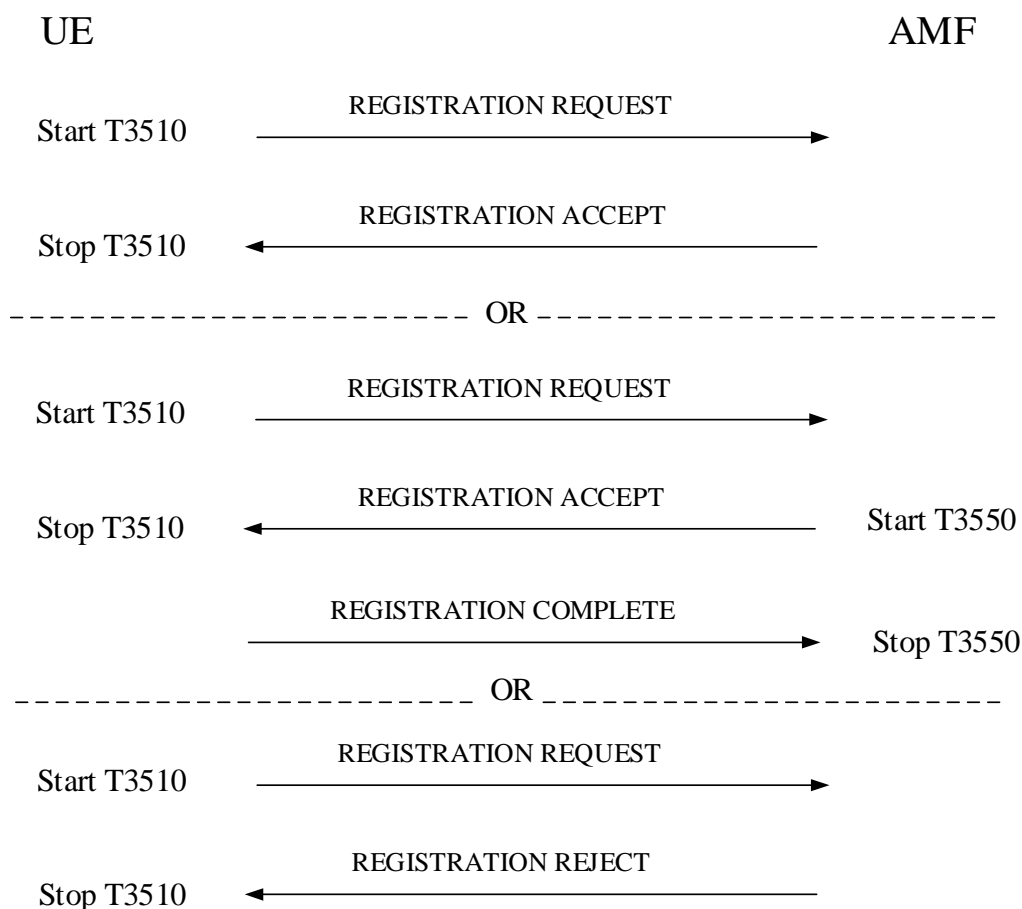 UE AMF
REGISTRATION REQUEST
Start T3510
REGISTRATION ACCEPT
Stop T3510
OR
REGISTRATION REQUEST
Start T3510
REGISTRATION ACCEPT
Stop T3510 Start T3550
REGISTRATION COMPLETE
Stop T3550
OR
REGISTRATION REQUEST
Start T3510
REGISTRATION REJECT
Stop T3510